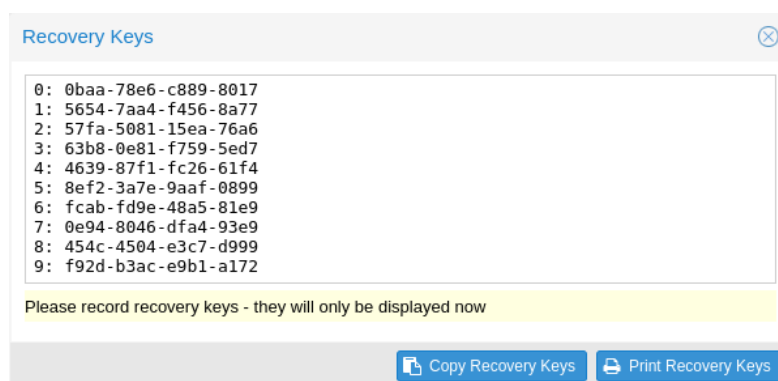 Recovery Keys
0: 0baa-78e6-c889-8017
1: 5654-7aa4-f456-8a77
2: 57fa-5081-15ea-76a6
3: 63b8-0e81-f759-5ed7
4: 4639-87f1-fc26-61f4
5: 8ef2-3a7e-9aaf-0899
6: fcab-fd9e-48a5-81e9
7: 0e94-8046-dfa4-93e9
8: 454c-4504-e3c7-d999
9: f92d-b3ac-e9b1-a172
Please record recovery keys - they will only be displayed now
Copy Recovery Keys
Print Recovery Keys